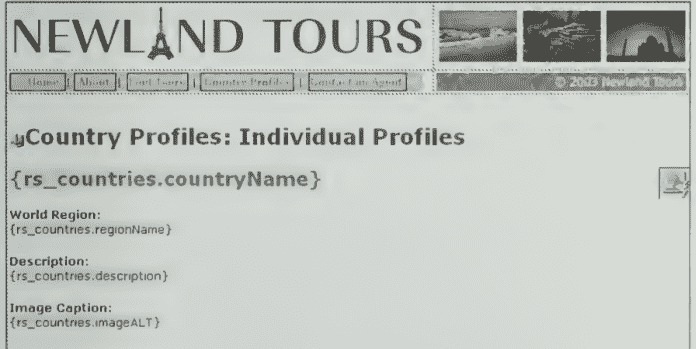 NEWLAND TOURS
Home | About | Find Tours | Country Profiles | Contact an Agent
© 2003 Newland Tours
Country Profiles: Individual Profiles
{rs_countries.countryName}
World Region:
{rs_countries.regionName}
Description:
{rs_countries.description}
Image Caption:
{rs_countries.imageALT}